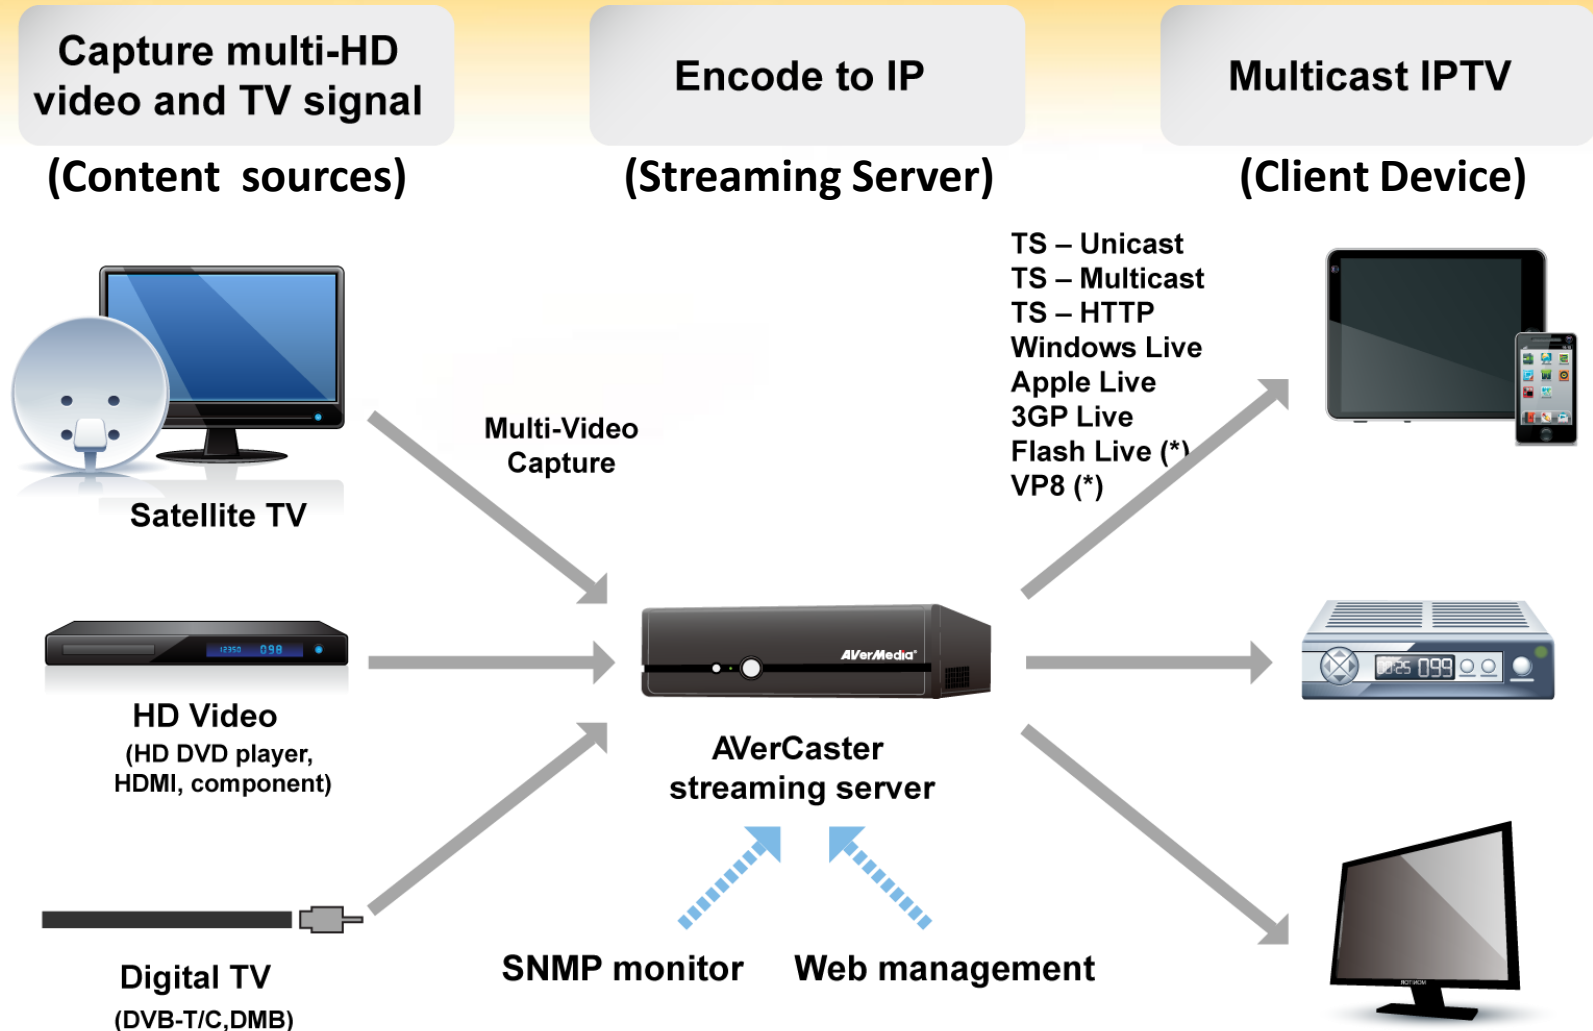 Capture multi-HD
video and TV signal
(Content sources)
Encode to IP
(Streaming Server)
Multicast IPTV
(Client Device)
Satellite TV
Multi-Video
Capture
TS – Unicast
TS – Multicast
TS – HTTP
Windows Live
Apple Live
3GP Live
Flash Live (*)
VP8 (*)
12350 098
HD Video
(HD DVD player,
HDMI, component)
AVerMedia®
AVerCaster
streaming server
099
Digital TV
(DVB-T/C,DMB)
SNMP monitor
Web management